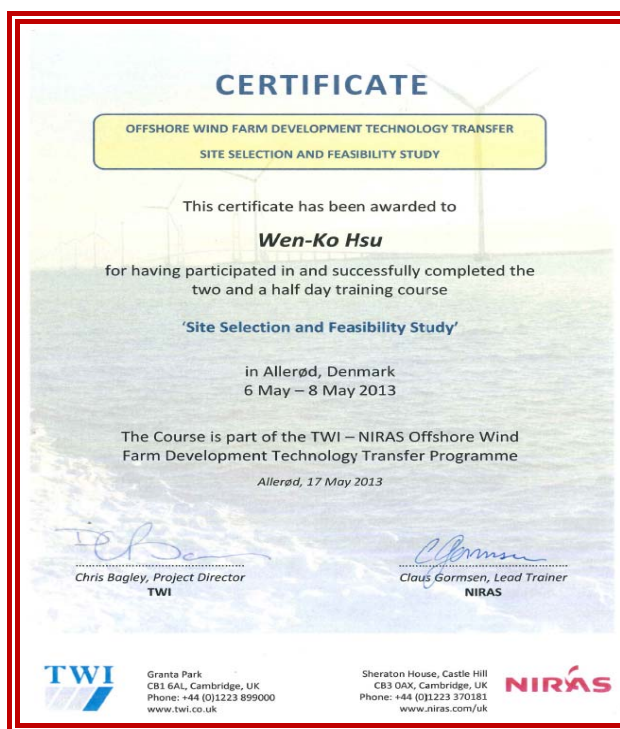 CERTIFICATE
OFFSHORE WIND FARM DEVELOPMENT TECHNOLOGY TRANSFER
SITE SELECTION AND FEASIBILITY STUDY
This certificate has been awarded to
Wen-Ko Hsu
for having participated in and successfully completed the
two and a half day training course
'Site Selection and Feasibility Study'
in Allerød, Denmark
6 May – 8 May 2013
The Course is part of the TWI – NIRAS Offshore Wind
Farm Development Technology Transfer Programme
Allerød, 17 May 2013
Chris Bagley, Project Director
TWI
Claus Gormsen, Lead Trainer
NIRAS
TWI
Granta Park
CB1 6AL, Cambridge, UK
Phone: +44 (0)1223 899000
www.twi.co.uk
Sheraton House, Castle Hill
CB3 0AX, Cambridge, UK
Phone: +44 (0)1223 370181
www.niras.com/uk
NIRAS